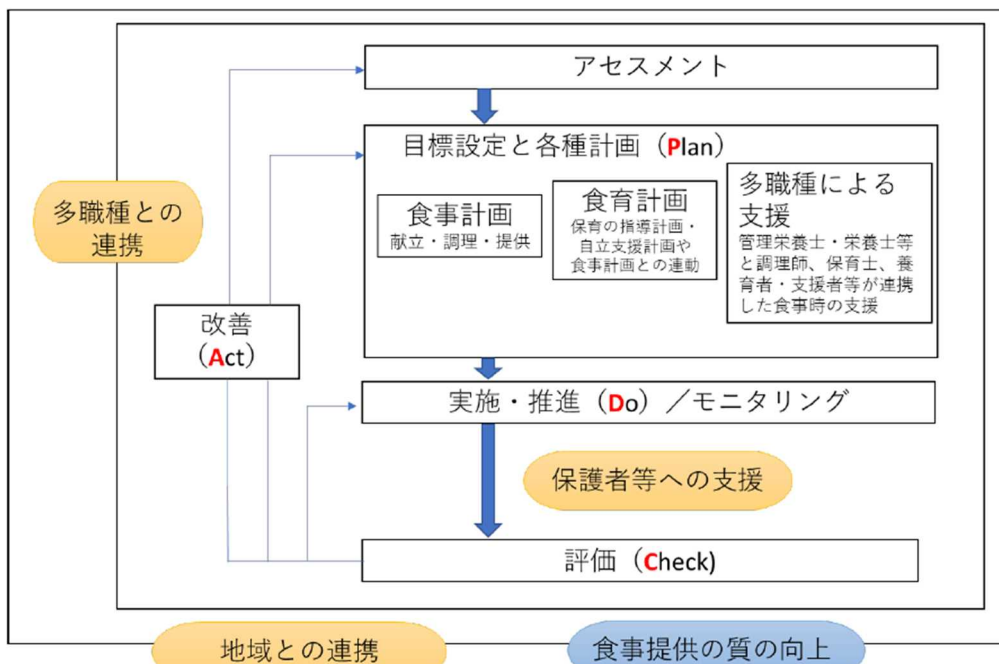 アセスメント
目標設定と各種計画（Plan）
食事計画
献立・調理・提供
食育計画
保育の指導計画・
自立支援計画や
食事計画との連動
多職種による
支援
管理栄養士・栄養士等
と調理師、保育士、養
育者・支援者等が連携
した食事時の支援
多職種との
連携
改善
（Act）
実施・推進（Do）／モニタリング
保護者等への支援
評価（Check)
地域との連携
食事提供の質の向上